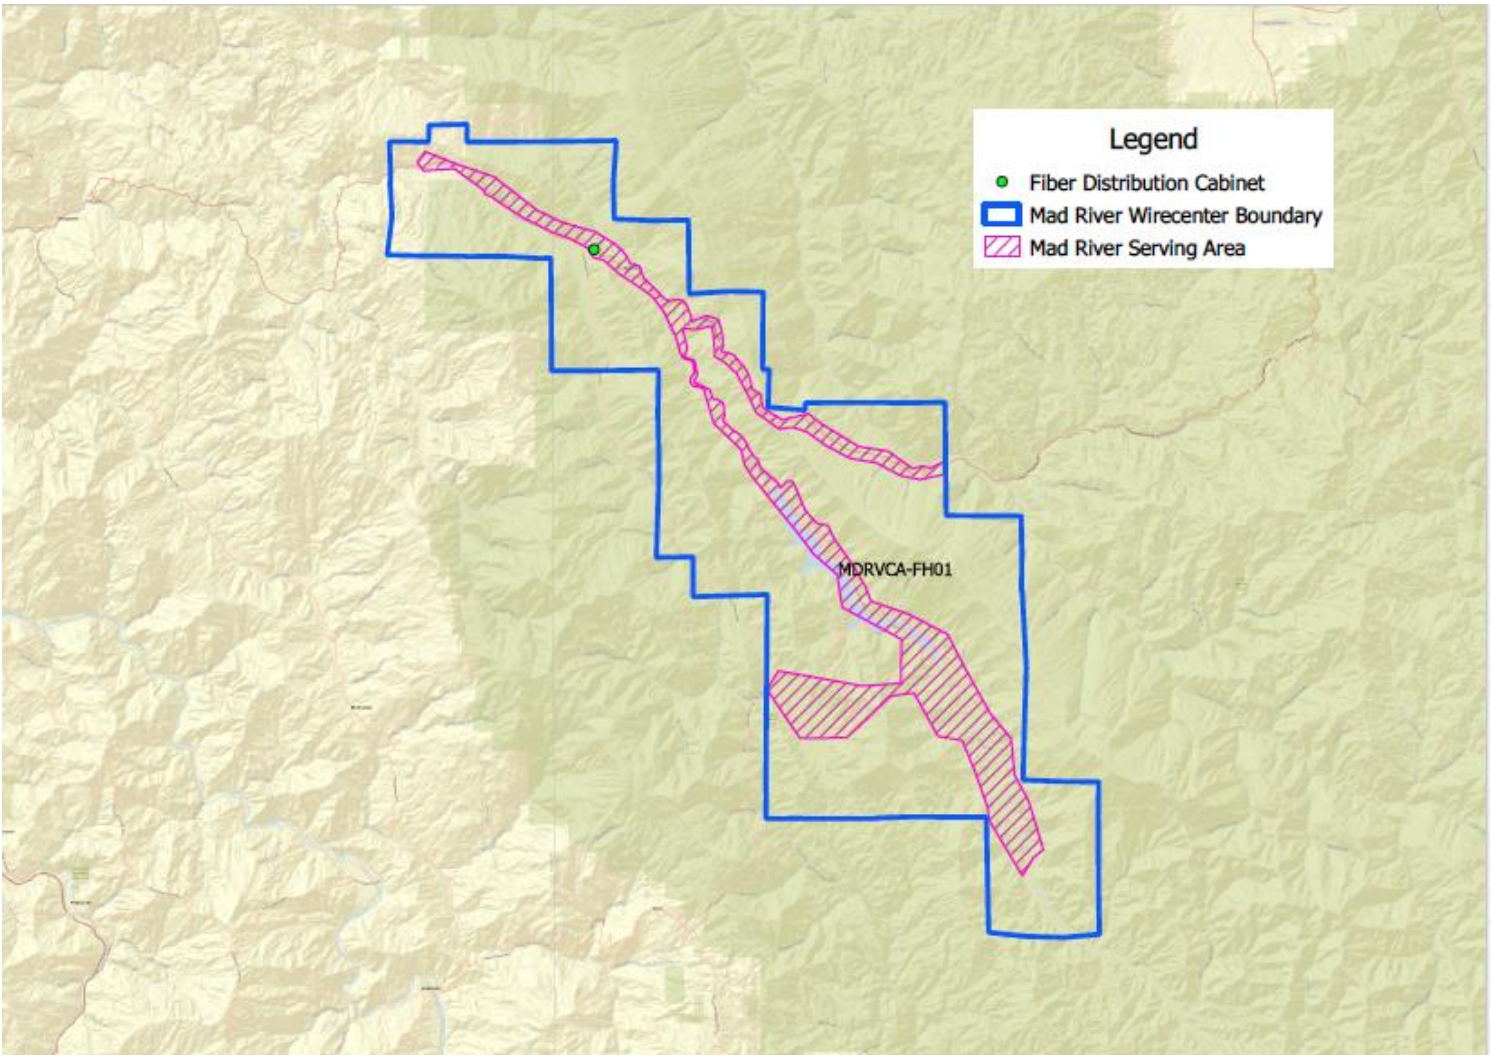 Legend
Fiber Distribution Cabinet
Mad River Wirecenter Boundary
Mad River Serving Area
MDRVCA-FH01